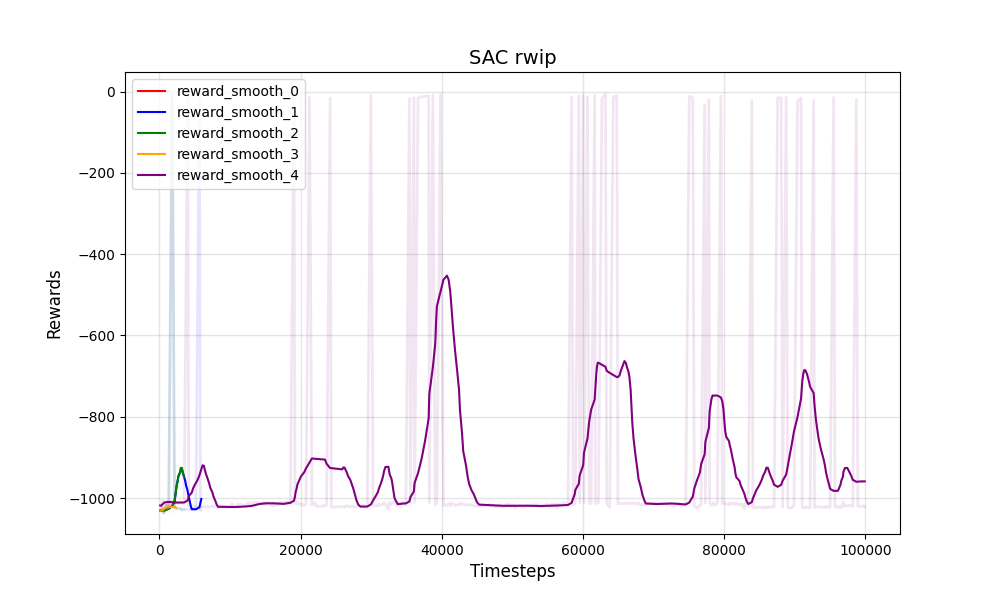 SAC rwip
reward_smooth_0
reward_smooth_1
reward_smooth_2
reward_smooth_3
reward_smooth_4
Rewards
0
−200
−400
−600
−800
−1000
0 20000 40000 60000 80000 100000
Timesteps